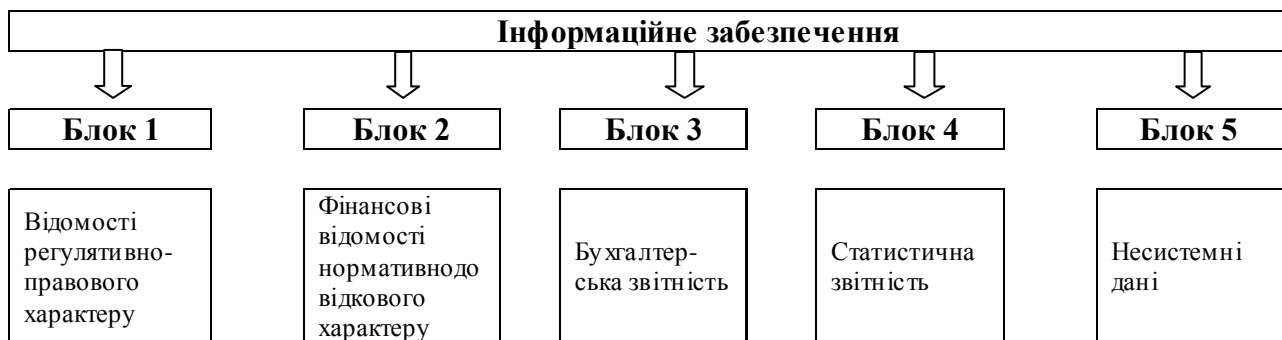 Інформаційне забезпечення
Блок 1
Блок 2
Блок 3
Блок 4
Блок 5
Відомості
регулятивно-
правового
характеру
Фінансові
відомості
нормативнодо
відкового
характеру
Бухгалтер-
ська звітність
Статистична
звітність
Несистемні
дані